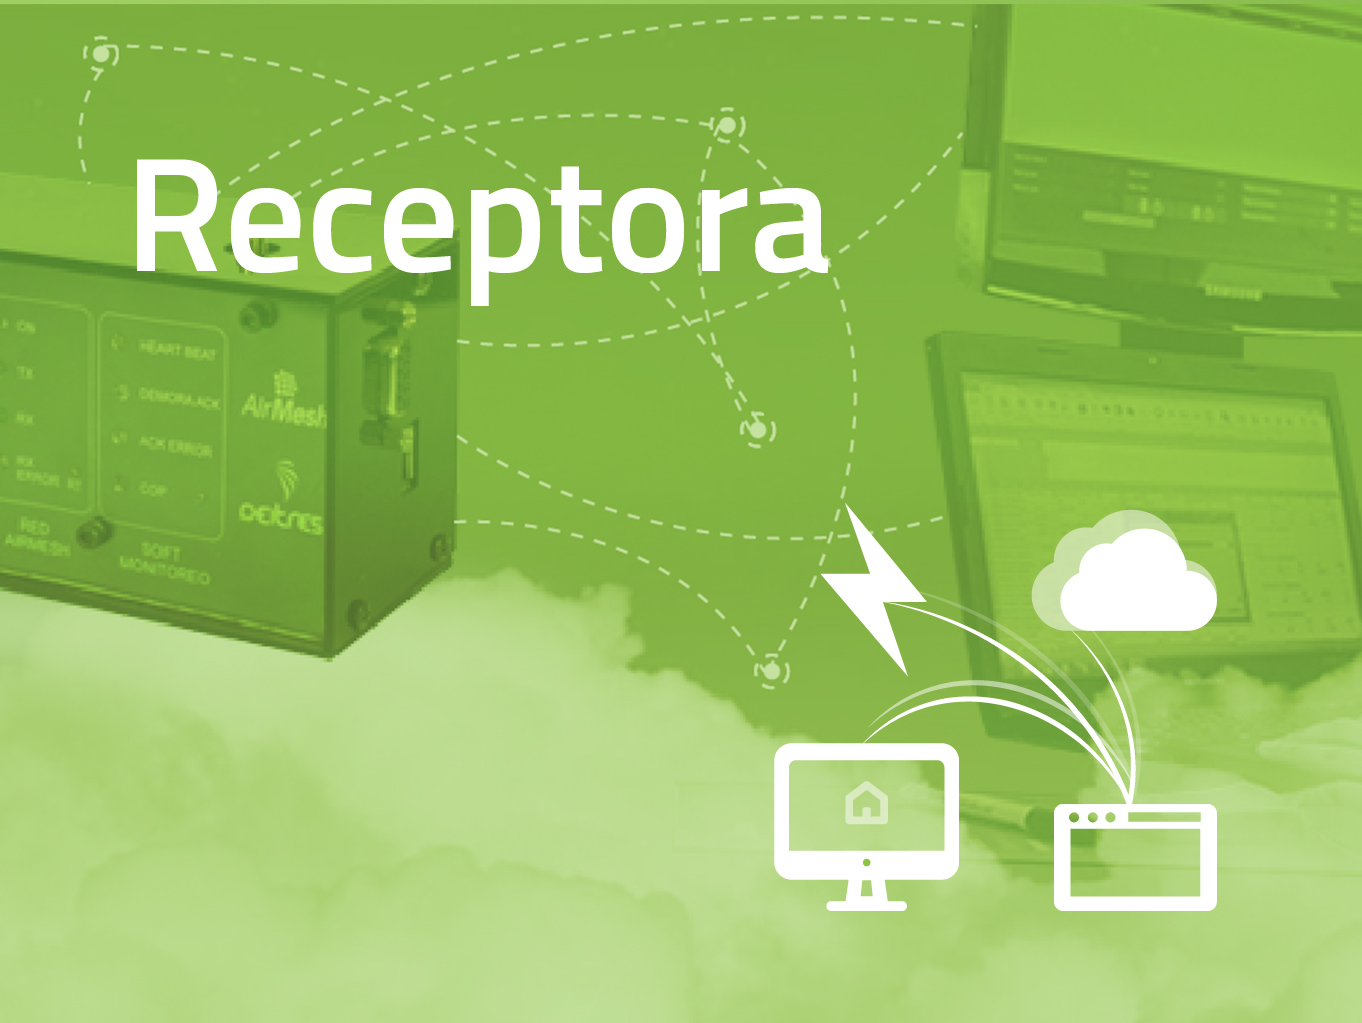 Receptora
ON
TX
RX
RX
ERROR
RED
AIRMESH
HEART BEAT
DEMORA ACK
ACK ERROR
COP
SOFT
MONITOREO
AirMesh
SAMSUNG